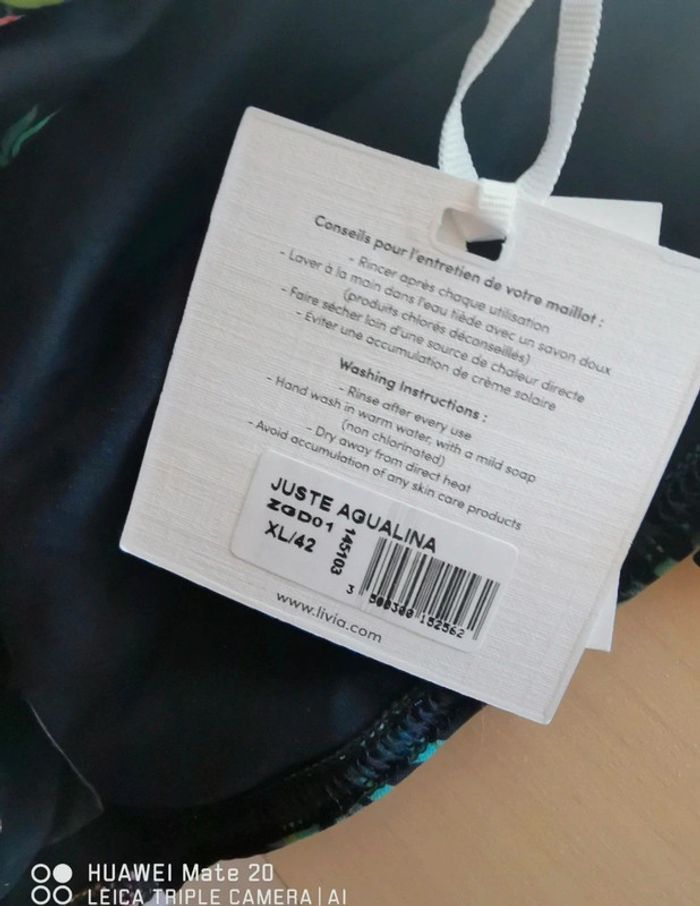 Conseils pour l'entretien de votre maillot :
- Rincer après chaque utilisation
- Laver à la main dans l'eau tiède avec un savon doux
(produits chlorés déconseillés)
- Faire sécher loin d'une source de chaleur directe
- Éviter une accumulation de crème solaire
Washing Instructions :
- Rinse after every use
- Hand wash in warm water, with a mild soap
(non chlorinated)
- Dry away from direct heat
- Avoid accumulation of any skin care products
JUSTE AQUALINA
ZGD01
XL/42
145103
3 500300 152562
www.livia.com
HUAWEI Mate 20
LEICA TRIPLE CAMERA | AI